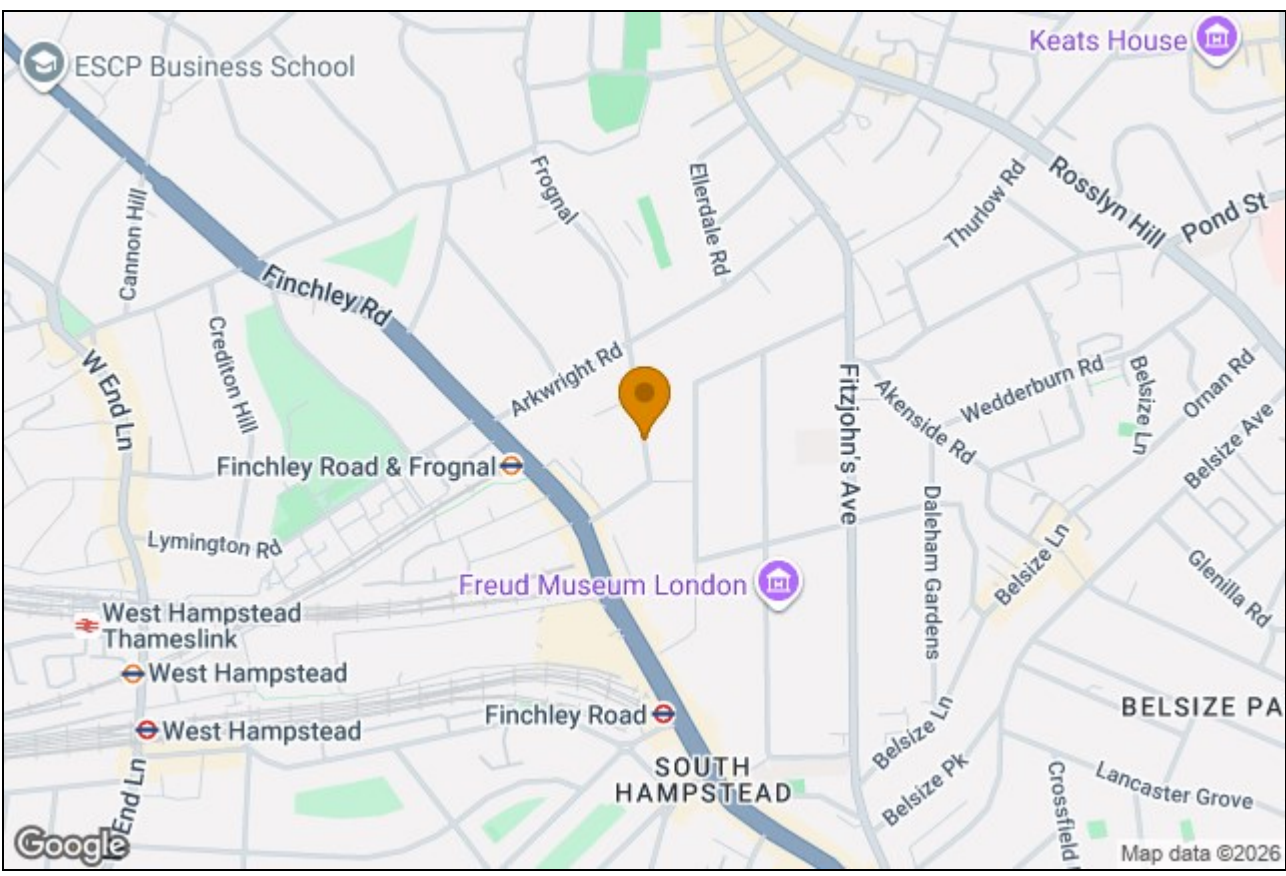 Keats House
ESCP Business School
Frognal
Ellerdale Rd
Thurlow Rd
Rosslyn Hill
Pond St
Cannon Hill
Finchley Rd
Crediton Hill
W End Ln
Arkwright Rd
Fitzjohn's Ave
Akenside Rd
Wedderburn Rd
Belsize Ln
Ornan Rd
Belsize Ave
Finchley Road & Frognal
Lymington Rd
Daleham Gardens
Belsize Ln
Glenilla Rd
Freud Museum London
West Hampstead
Thameslink
West Hampstead
West Hampstead
Finchley Road
Belsize Ln
BELSIZE PA
SOUTH
HAMPSTEAD
Belsize Pk
Crossfield
Lancaster Grove
End Ln
Google
Map data ©2026